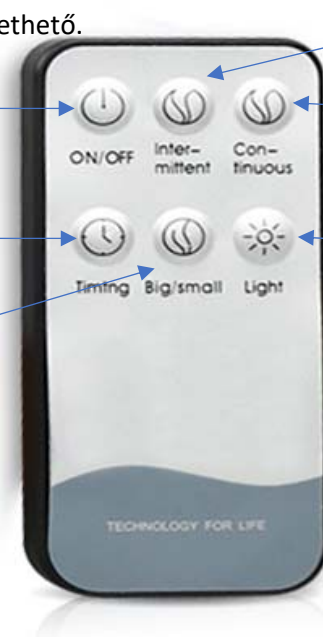 ethető.
ON/OFF
Inter-
mittent
Con-
tinuous
Timing Big/small Light
TECHNOLOGY FOR LIFE